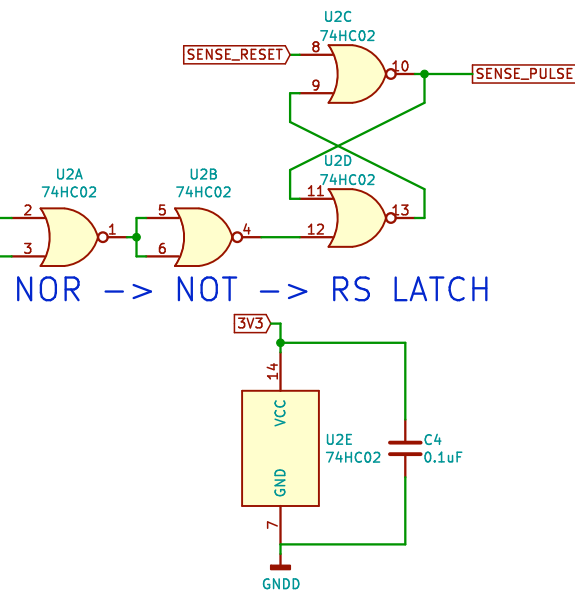 U2C
74HC02
SENSE_RESET
8
9
10
SENSE_PULSE
U2D
74HC02
11
12
13
U2A
74HC02
2
3
1
U2B
74HC02
5
6
4
NOR -> NOT -> RS LATCH
3V3
14
VCC
U2E
74HC02
GND
7
C4
0.1uF
GNDD